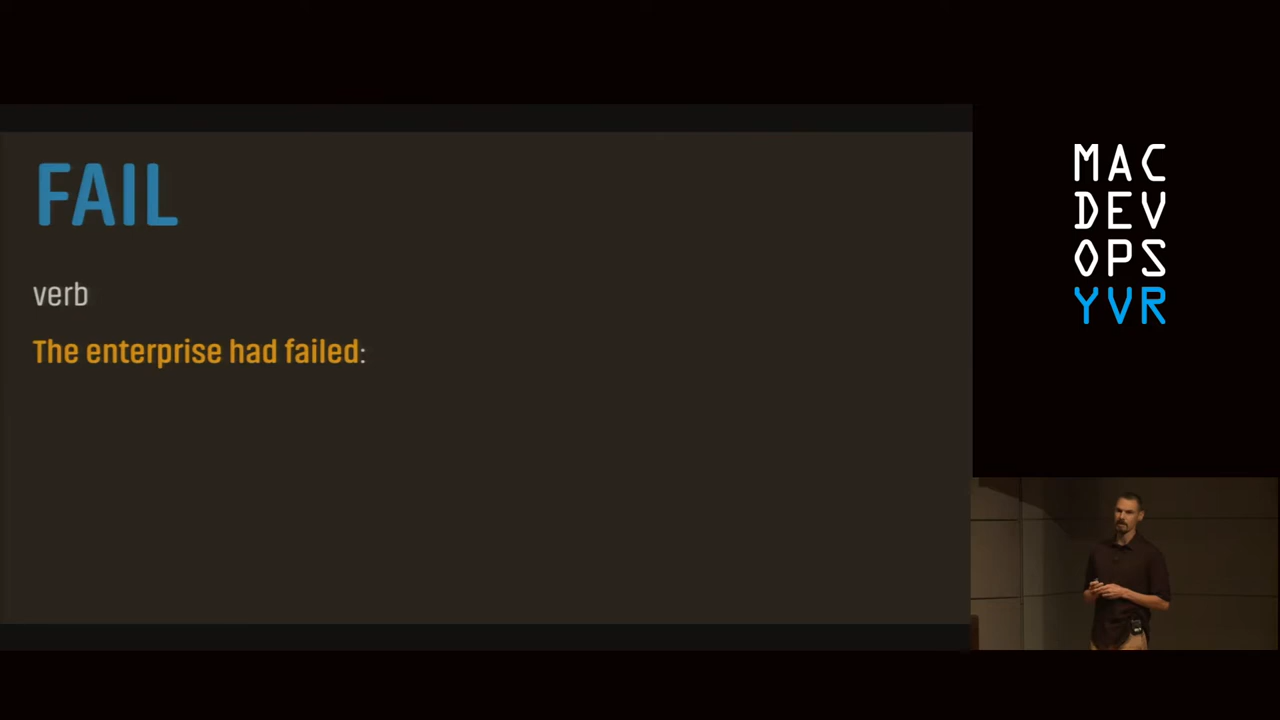 FAIL
verb
The enterprise had failed:
MAC
DEV
OPS
YVR